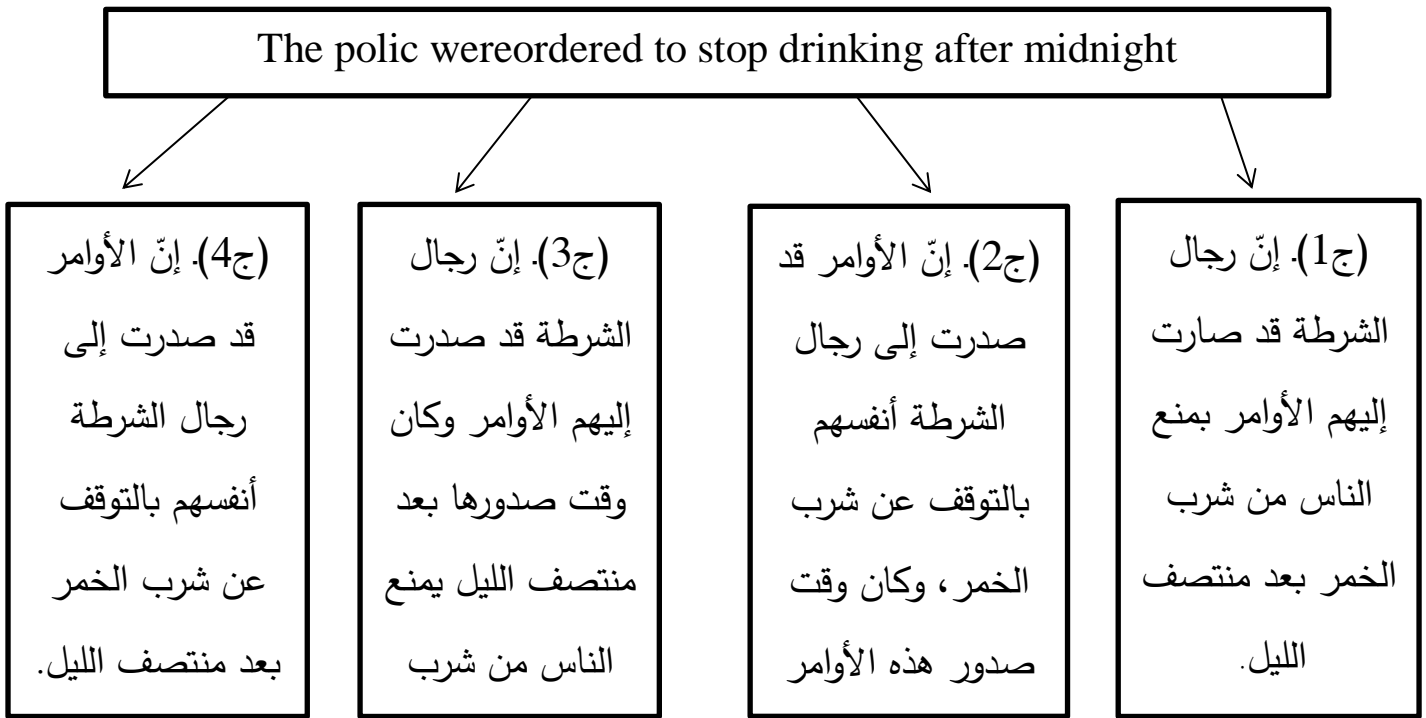 The polic wereordered to stop drinking after midnight
(ج1). إنّ رجال
الشرطة قد صارت
إليهم الأوامر بمنع
الناس من شرب
الخمر بعد منتصف
الليل.
(ج2). إنّ الأوامر قد
صدرت إلى رجال
الشرطة أنفسهم
بالتوقف عن شرب
الخمر، وكان وقت
صدور هذه الأوامر
(ج3). إنّ رجال
الشرطة قد صدرت
إليهم الأوامر وكان
وقت صدورها بعد
منتصف الليل يمنع
الناس من شرب
(ج4). إنّ الأوامر
قد صدرت إلى
رجال الشرطة
أنفسهم بالتوقف
عن شرب الخمر
بعد منتصف الليل.